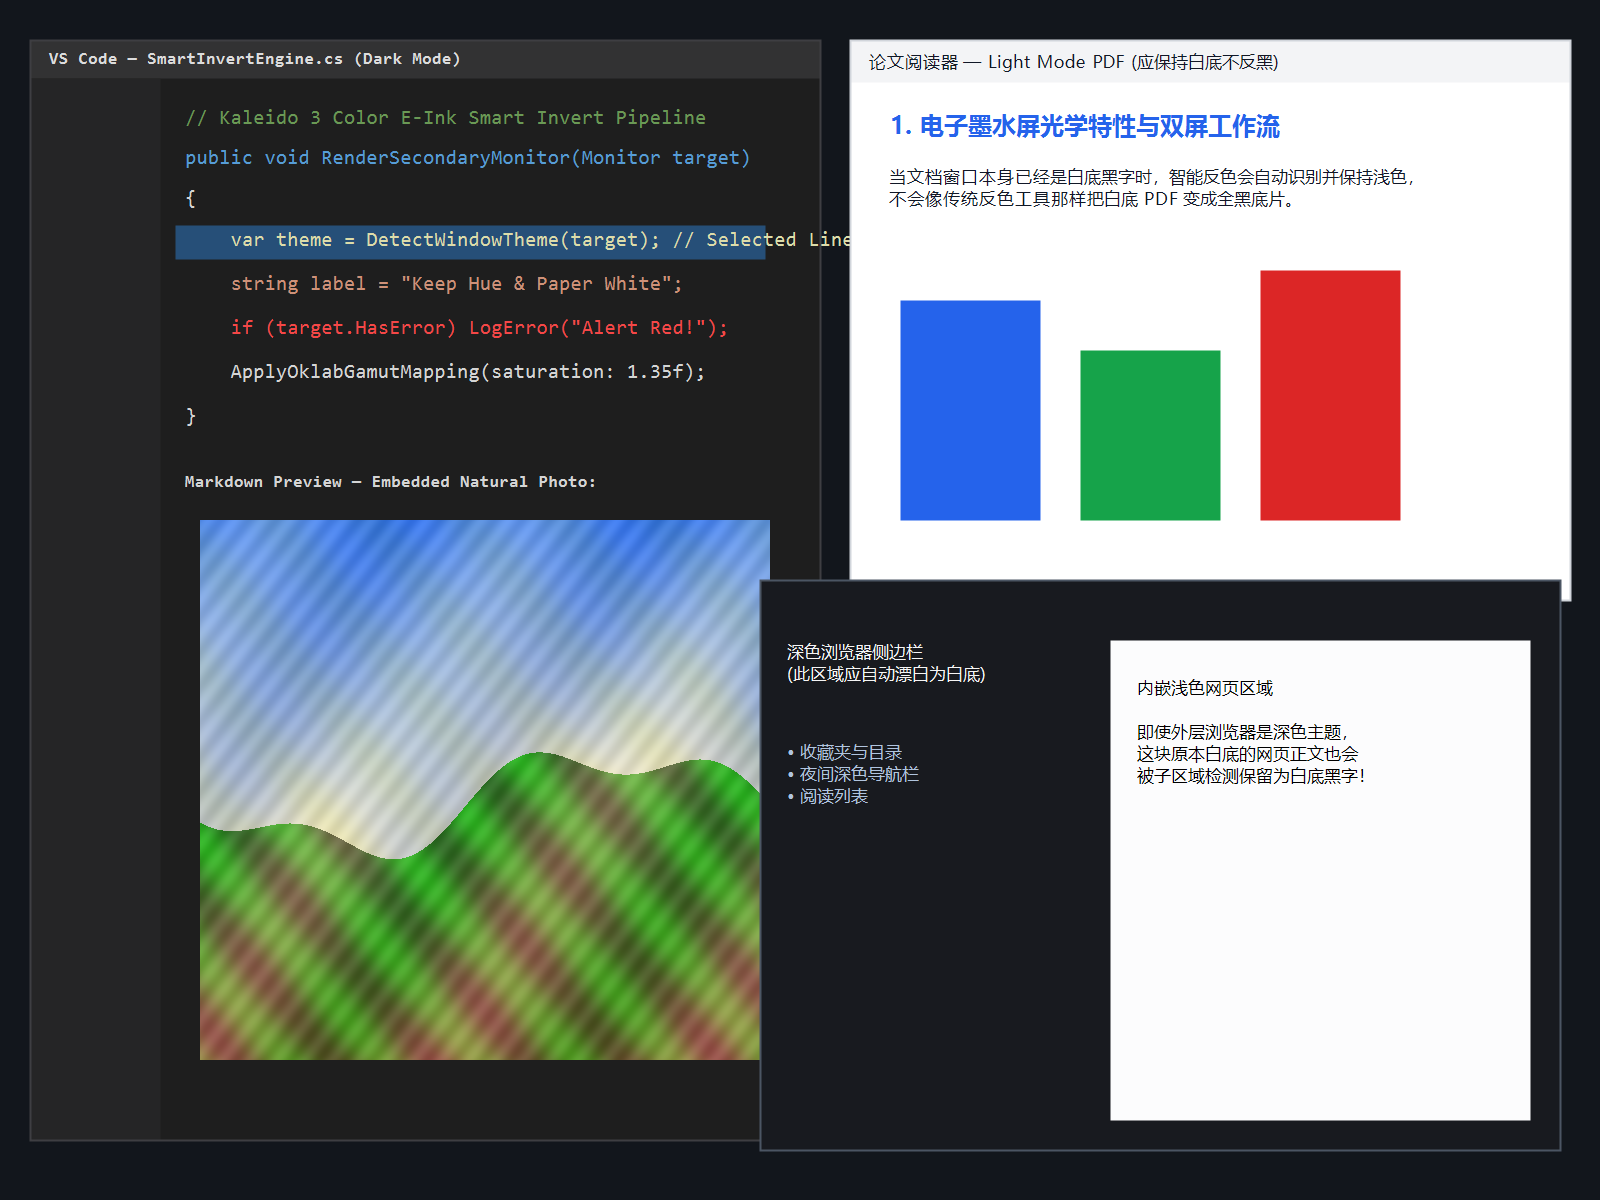 VS Code — SmartInvertEngine.cs (Dark Mode)
// Kaleido 3 Color E-Ink Smart Invert Pipeline
public void RenderSecondaryMonitor(Monitor target)
{
var theme = DetectWindowTheme(target); // Selected Line
string label = "Keep Hue & Paper White";
if (target.HasError) LogError("Alert Red!");
ApplyOklabGamutMapping(saturation: 1.35f);
}
Markdown Preview — Embedded Natural Photo:
论文阅读器 — Light Mode PDF (应保持白底不反黑)
1. 电子墨水屏光学特性与双屏工作流
当文档窗口本身已经是白底黑字时，智能反色会自动识别并保持浅色，
不会像传统反色工具那样把白底 PDF 变成全黑底片。
深色浏览器侧边栏
(此区域应自动漂白为白底)
• 收藏夹与目录
• 夜间深色导航栏
• 阅读列表
内嵌浅色网页区域
即使外层浏览器是深色主题，
这块原本白底的网页正文也会
被子区域检测保留为白底黑字！